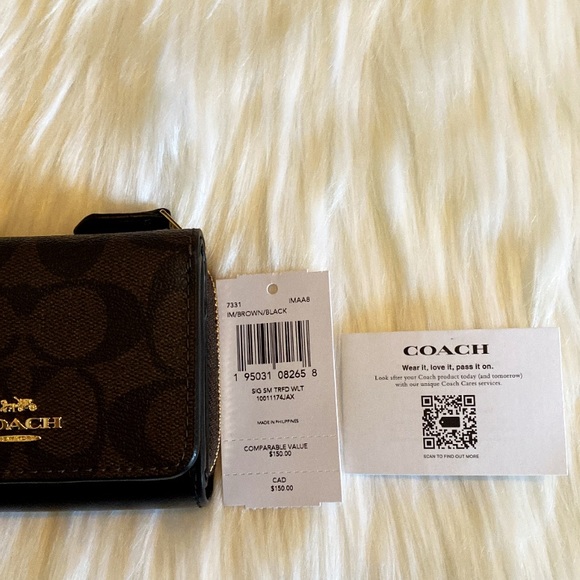 COACH
7331 IMAA8
IM/BROWN/BLACK
1 95031 08265 8
SIG SM TRFD WLT
10011174JAX
MADE IN PHILIPPINES
COMPARABLE VALUE
$150.00
CAD
$150.00
COACH
Wear it, love it, pass it on.
Look after your Coach product today (and tomorrow)
with our unique Coach Cares services.
SCAN TO FIND OUT MORE